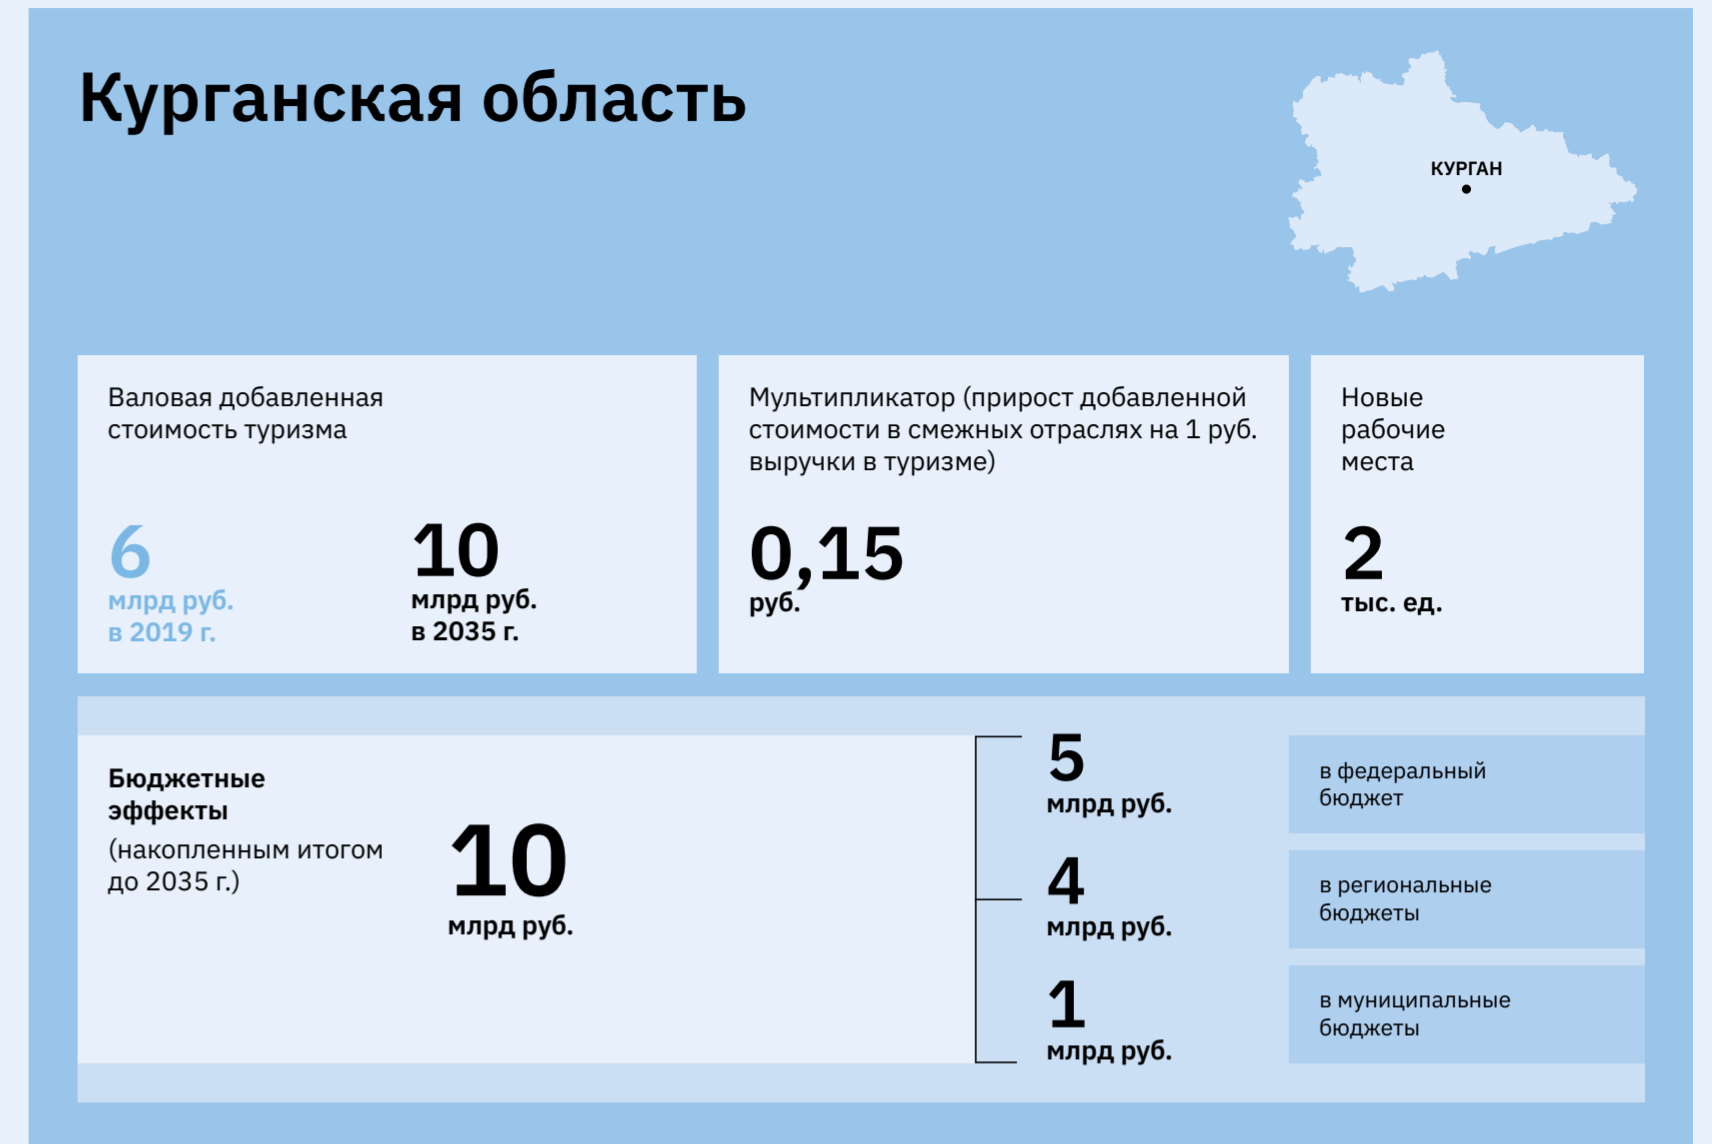 Курганская область
КУРГАН
Валовая добавленная
стоимость туризма
6
млрд руб.
в 2019 г.
10
млрд руб.
в 2035 г.
Мультипликатор (прирост добавленной
стоимости в смежных отраслях на 1 руб.
выручки в туризме)
0,15
руб.
Новые
рабочие
места
2
тыс. ед.
Бюджетные
эффекты
(накопленным итогом
до 2035 г.)
10
млрд руб.
5
млрд руб.
в федеральный
бюджет
4
млрд руб.
в региональные
бюджеты
1
млрд руб.
в муниципальные
бюджеты